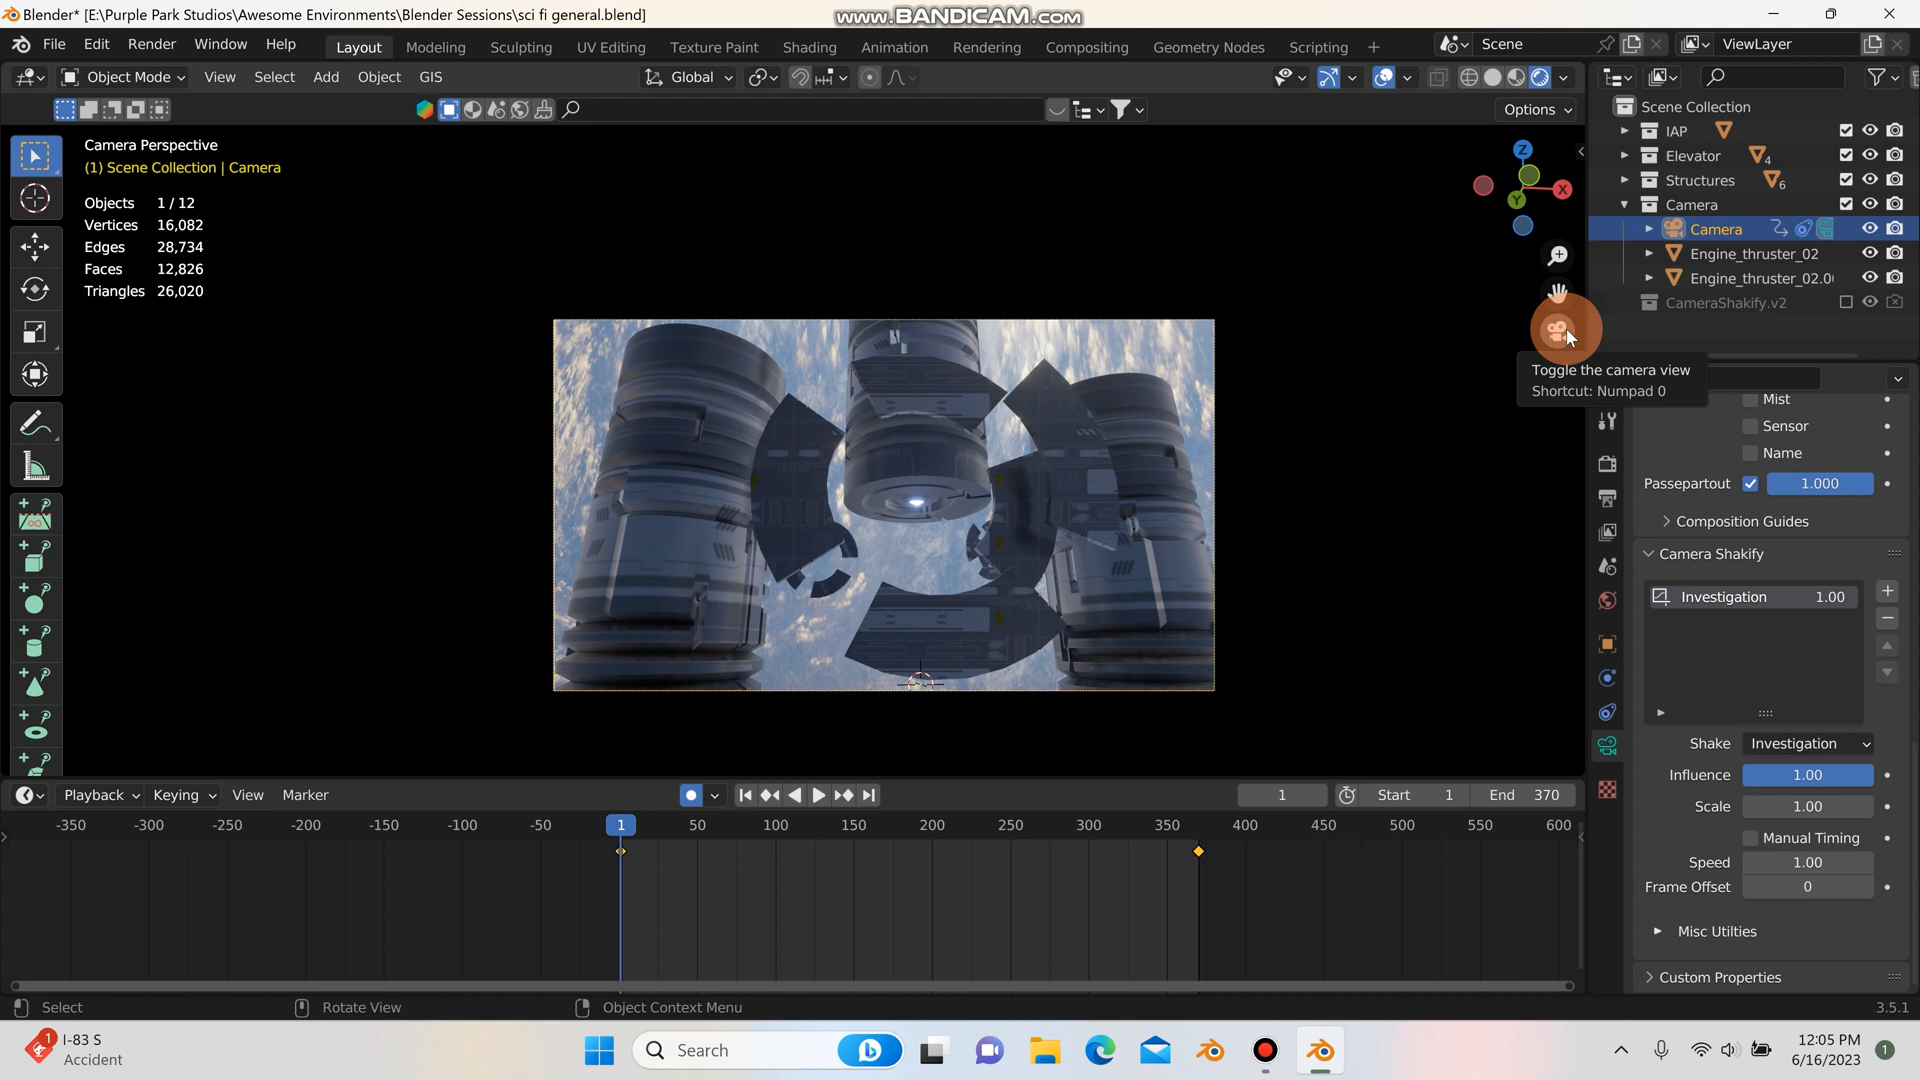 Blender* [E:\Purple Park Studios\Awesome Environments\Blender Sessions\sci fi general.blend]
www.BANDICAM.com
File Edit Render Window Help
Layout Modeling Sculpting UV Editing Texture Paint Shading Animation Rendering Compositing Geometry Nodes Scripting +
Scene
ViewLayer
Object Mode View Select Add Object GIS
Global
Options
Camera Perspective
(1) Scene Collection | Camera
Objects 1 / 12
Vertices 16,082
Edges 28,734
Faces 12,826
Triangles 26,020
Z
X
Y
Toggle the camera view
Shortcut: Numpad 0
Scene Collection
IAP
Elevator 4
Structures 6
Camera
Camera
Engine_thruster_02
Engine_thruster_02.0
CameraShakify.v2
Mist
Sensor
Name
Passepartout 1.000
Composition Guides
Camera Shakify
Investigation 1.00
Shake Investigation
Influence 1.00
Scale 1.00
Manual Timing
Speed 1.00
Frame Offset 0
Misc Utilties
Custom Properties
Playback Keying View Marker
1 Start 1 End 370
-350 -300 -250 -200 -150 -100 -50 1 50 100 150 200 250 300 350 400 450 500 550 600
Select Rotate View Object Context Menu
3.5.1
1 I-83 S
Accident
Search
12:05 PM
6/16/2023
1